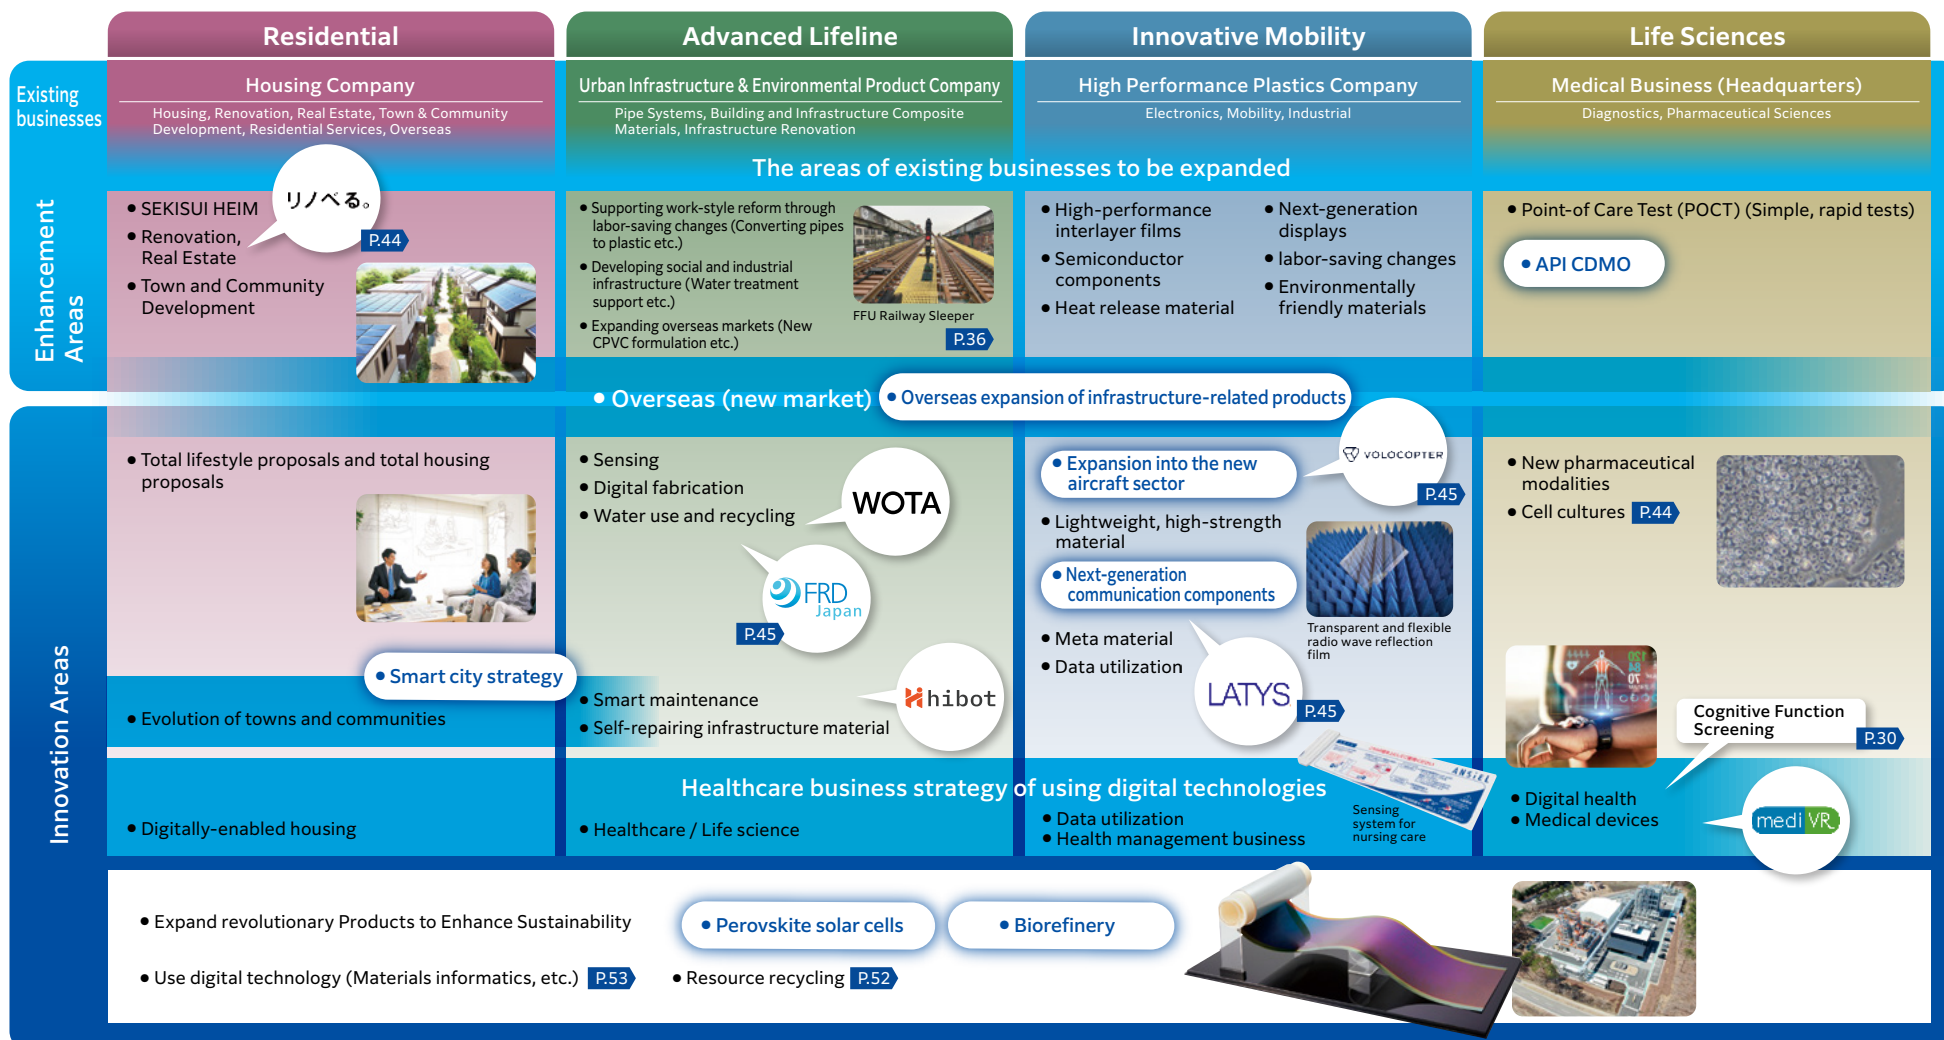 Residential
Advanced Lifeline
Innovative Mobility
Life Sciences
Existing
businesses
Housing Company
Housing, Renovation, Real Estate, Town & Community
Development, Residential Services, Overseas
Urban Infrastructure & Environmental Product Company
Pipe Systems, Building and Infrastructure Composite
Materials, Infrastructure Renovation
High Performance Plastics Company
Electronics, Mobility, Industrial
Medical Business (Headquarters)
Diagnostics, Pharmaceutical Sciences
The areas of existing businesses to be expanded
Enhancement
Areas
• SEKISUI HEIM
• Renovation,
Real Estate
• Town and Community
Development
リノベる。
P.44
• Supporting work-style reform through
labor-saving changes (Converting pipes
to plastic etc.)
• Developing social and industrial
infrastructure (Water treatment
support etc.)
• Expanding overseas markets (New
CPVC formulation etc.)
FFU Railway Sleeper
P.36
• High-performance
interlayer films
• Semiconductor
components
• Heat release material
• Next-generation
displays
• labor-saving changes
• Environmentally
friendly materials
• Point-of Care Test (POCT) (Simple, rapid tests)
• API CDMO
• Overseas (new market)
• Overseas expansion of infrastructure-related products
Innovation Areas
• Total lifestyle proposals and total housing
proposals
• Smart city strategy
• Evolution of towns and communities
• Sensing
• Digital fabrication
• Water use and recycling
WOTA
FRD
Japan
P.45
• Smart maintenance
• Self-repairing infrastructure material
hibot
• Expansion into the new
aircraft sector
VOLOCOPTER
P.45
• Lightweight, high-strength
material
• Next-generation
communication components
• Meta material
• Data utilization
Transparent and flexible
radio wave reflection
film
LATYS
P.45
• New pharmaceutical
modalities
• Cell cultures
P.44
120
84
70
Cognitive Function
Screening
P.30
Healthcare business strategy of using digital technologies
• Digitally-enabled housing
• Healthcare / Life science
• Data utilization
• Health management business
ANSIEL
Sensing
system for
nursing care
• Digital health
• Medical devices
mediVR
• Expand revolutionary Products to Enhance Sustainability
• Perovskite solar cells
• Biorefinery
• Use digital technology (Materials informatics, etc.)
P.53
• Resource recycling
P.52